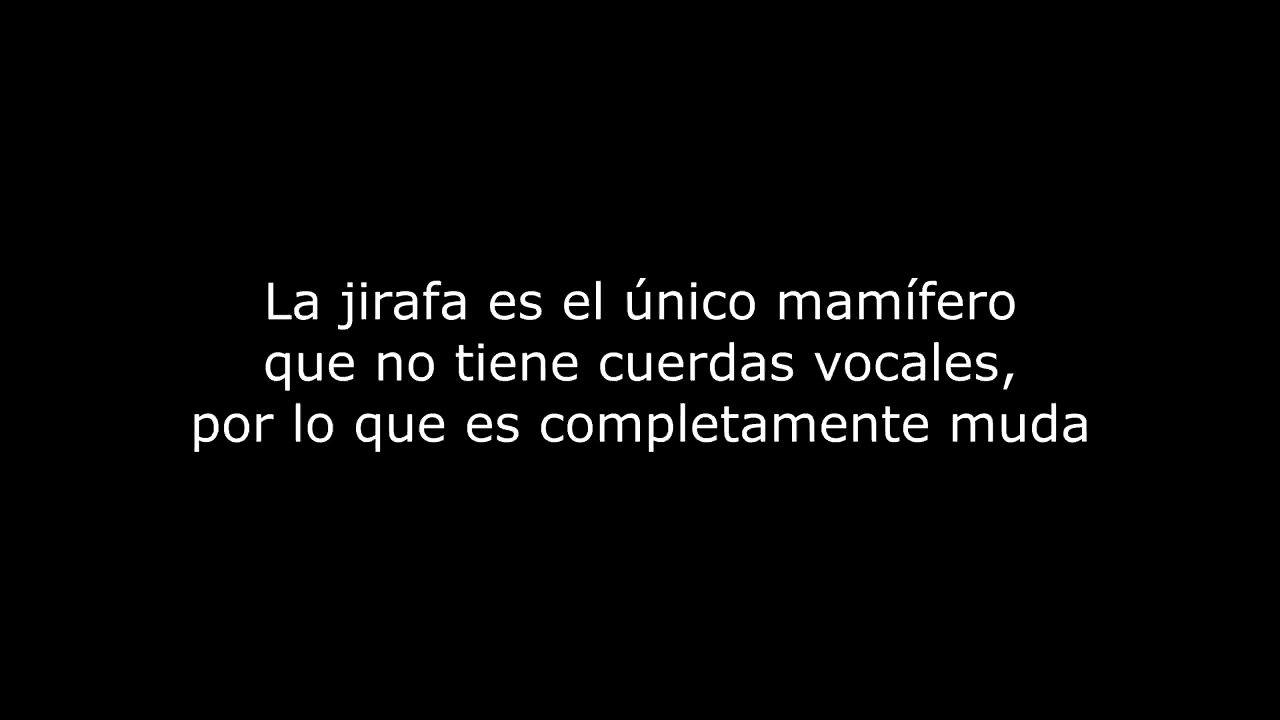 La jirafa es el único mamífero
que no tiene cuerdas vocales,
por lo que es completamente muda